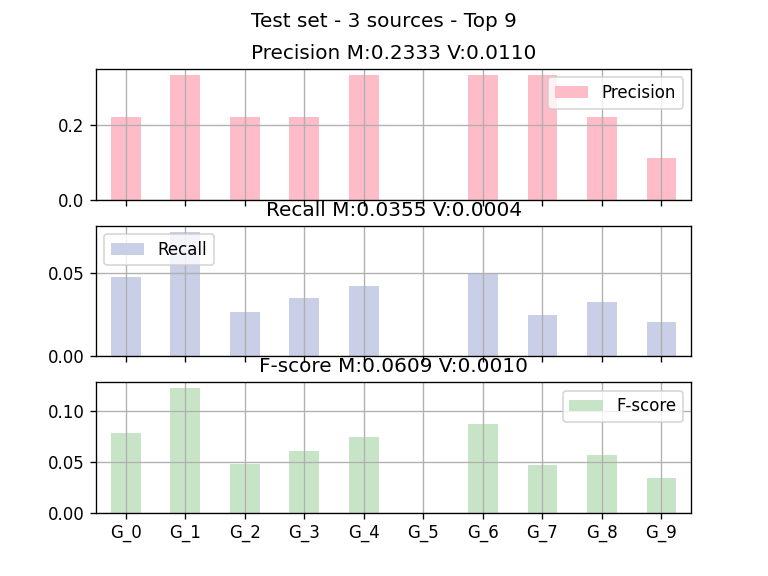 Test set - 3 sources - Top 9
Precision M:0.2333 V:0.0110
Precision
0.2
0.0
Recall M:0.0355 V:0.0004
Recall
0.05
0.00
F-score M:0.0609 V:0.0010
F-score
0.10
0.05
0.00
G_0 G_1 G_2 G_3 G_4 G_5 G_6 G_7 G_8 G_9